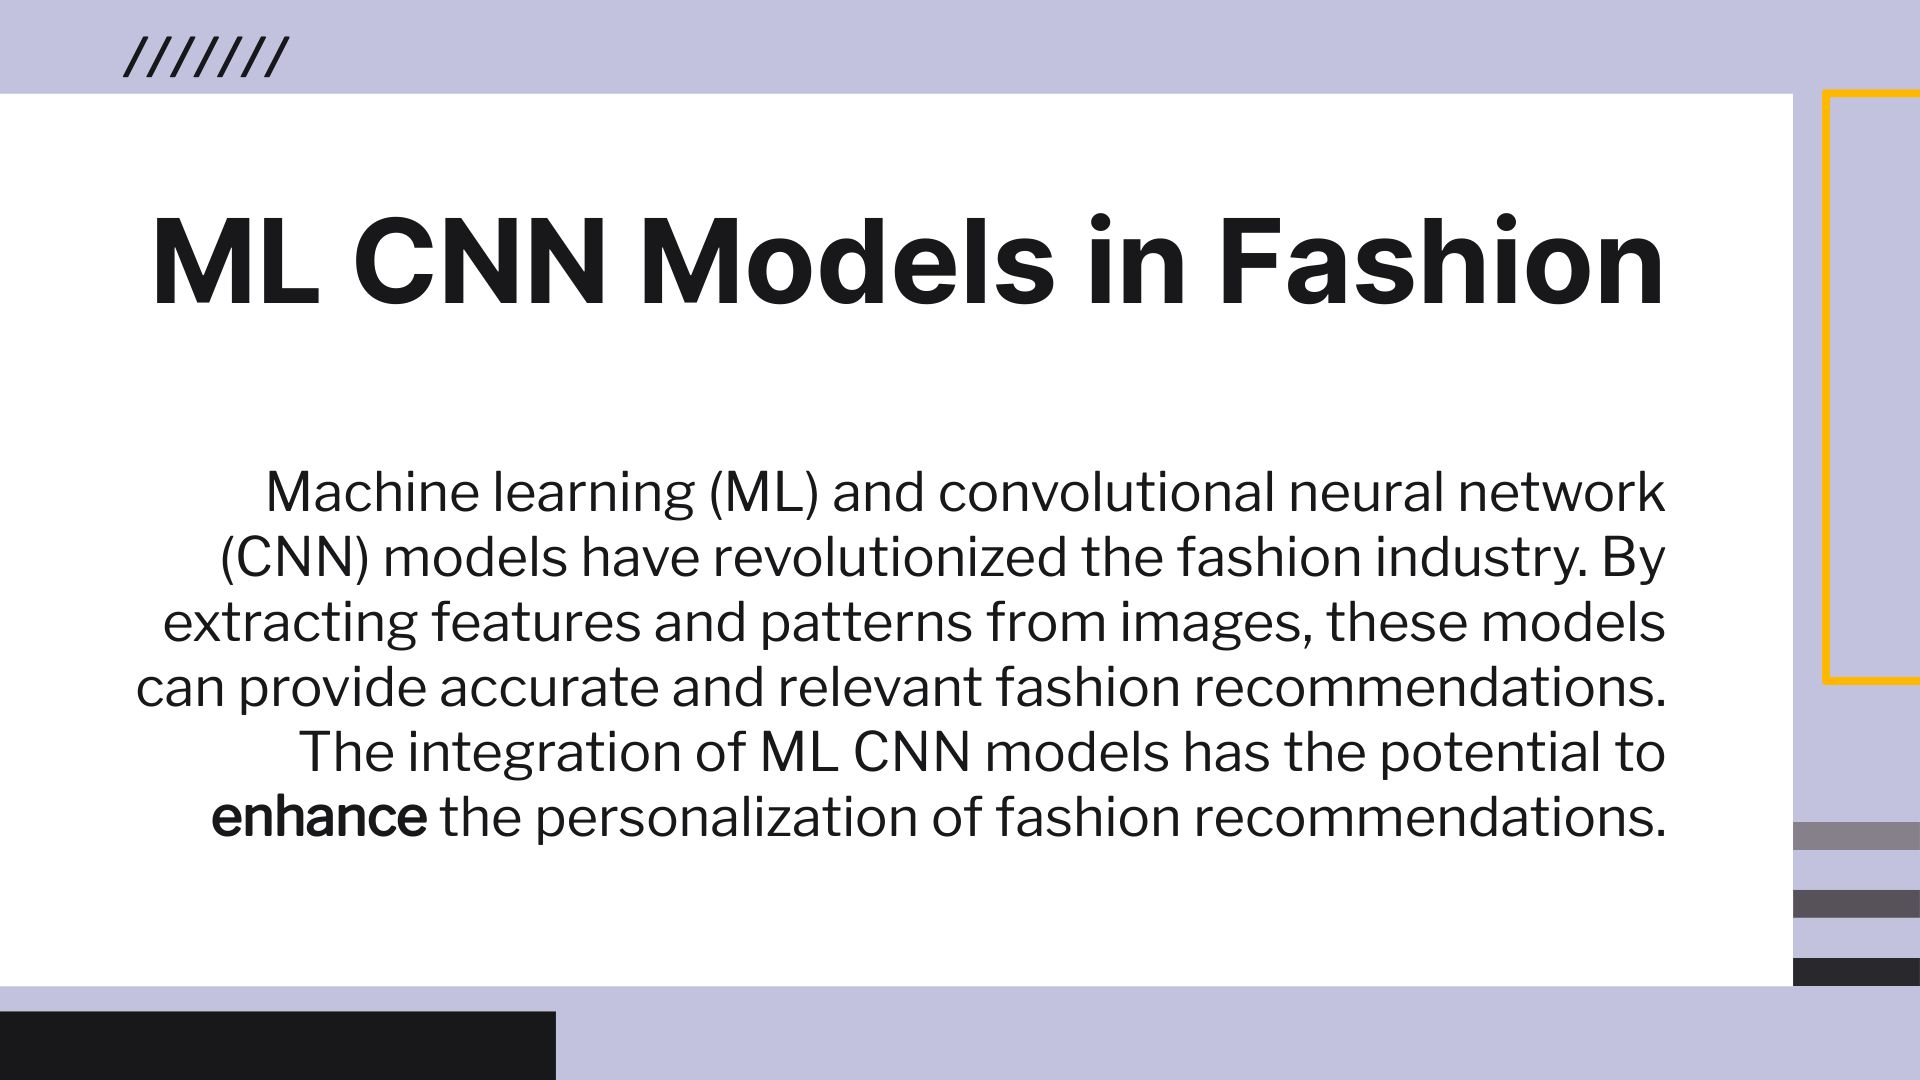 ML CNN Models in Fashion
Machine learning (ML) and convolutional neural network
(CNN) models have revolutionized the fashion industry. By
extracting features and patterns from images, these models
can provide accurate and relevant fashion recommendations.
The integration of ML CNN models has the potential to
enhance the personalization of fashion recommendations.